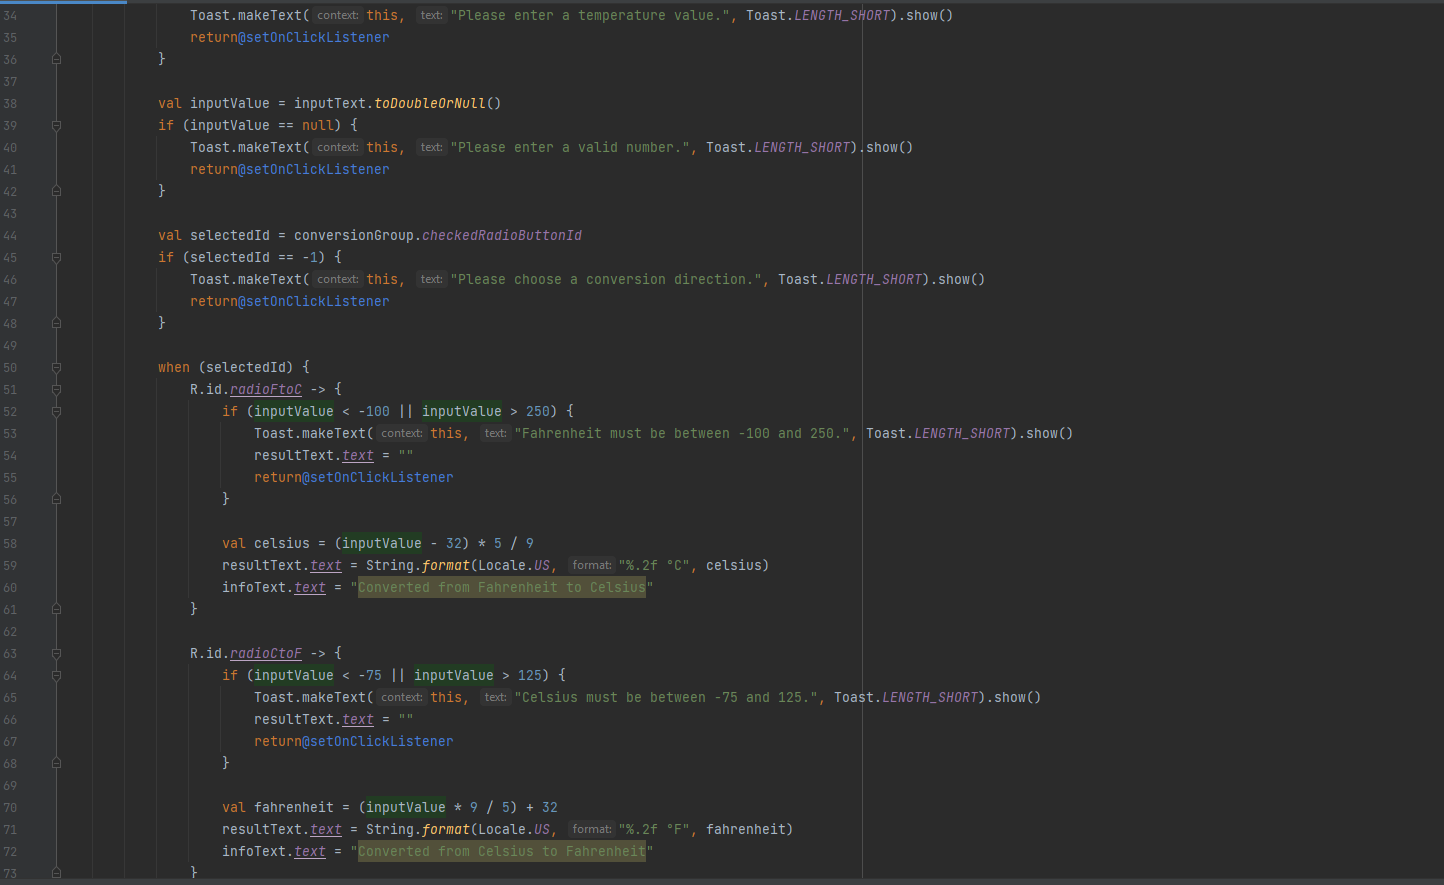 34 Toast.makeText( context: this, text: "Please enter a temperature value.", Toast.LENGTH_SHORT).show()
35 return@setOnClickListener
36 }
37
38 val inputValue = inputText.toDoubleOrNull()
39 if (inputValue == null) {
40 Toast.makeText( context: this, text: "Please enter a valid number.", Toast.LENGTH_SHORT).show()
41 return@setOnClickListener
42 }
43
44 val selectedId = conversionGroup.checkedRadioButtonId
45 if (selectedId == -1) {
46 Toast.makeText( context: this, text: "Please choose a conversion direction.", Toast.LENGTH_SHORT).show()
47 return@setOnClickListener
48 }
49
50 when (selectedId) {
51 R.id.radioFtoC -> {
52 if (inputValue < -100 || inputValue > 250) {
53 Toast.makeText( context: this, text: "Fahrenheit must be between -100 and 250.", Toast.LENGTH_SHORT).show()
54 resultText.text = ""
55 return@setOnClickListener
56 }
57
58 val celsius = (inputValue - 32) * 5 / 9
59 resultText.text = String.format(Locale.US, format: "%.2f °C", celsius)
60 infoText.text = "Converted from Fahrenheit to Celsius"
61 }
62
63 R.id.radioCtoF -> {
64 if (inputValue < -75 || inputValue > 125) {
65 Toast.makeText( context: this, text: "Celsius must be between -75 and 125.", Toast.LENGTH_SHORT).show()
66 resultText.text = ""
67 return@setOnClickListener
68 }
69
70 val fahrenheit = (inputValue * 9 / 5) + 32
71 resultText.text = String.format(Locale.US, format: "%.2f °F", fahrenheit)
72 infoText.text = "Converted from Celsius to Fahrenheit"
73 }